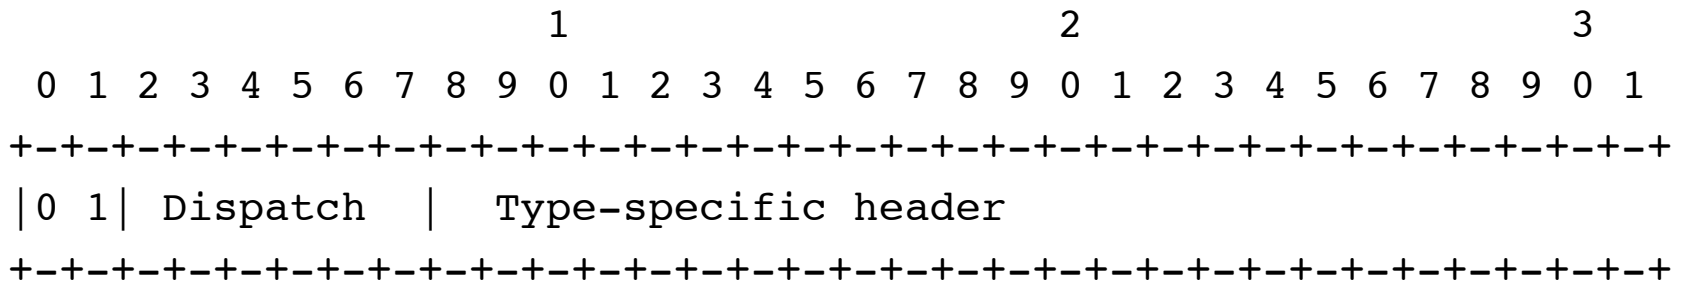 1                   2                   3
 0 1 2 3 4 5 6 7 8 9 0 1 2 3 4 5 6 7 8 9 0 1 2 3 4 5 6 7 8 9 0 1
+-+-+-+-+-+-+-+-+-+-+-+-+-+-+-+-+-+-+-+-+-+-+-+-+-+-+-+-+-+-+-+-+
|0 1| Dispatch  |  Type-specific header
+-+-+-+-+-+-+-+-+-+-+-+-+-+-+-+-+-+-+-+-+-+-+-+-+-+-+-+-+-+-+-+-+